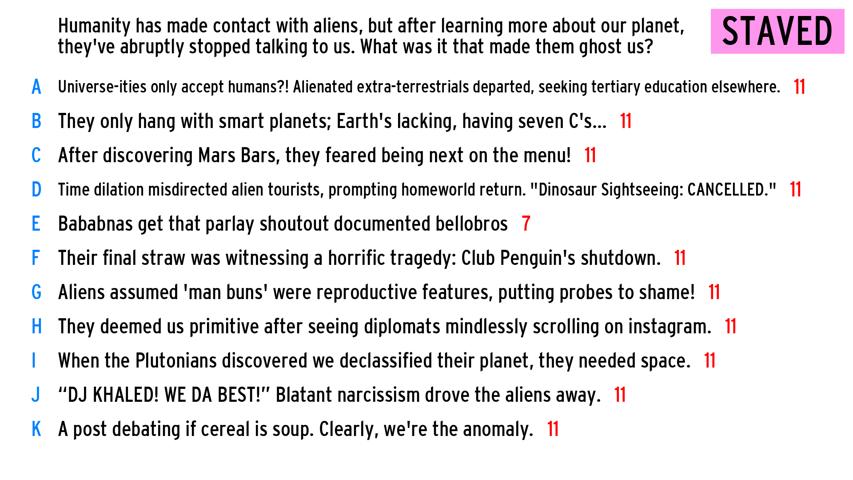 Humanity has made contact with aliens, but after learning more about our planet,
they've abruptly stopped talking to us. What was it that made them ghost us?
STAVED
A Universe-ities only accept humans?! Alienated extra-terrestrials departed, seeking tertiary education elsewhere. 11
B They only hang with smart planets; Earth's lacking, having seven C's... 11
C After discovering Mars Bars, they feared being next on the menu! 11
D Time dilation misdirected alien tourists, prompting homeworld return. "Dinosaur Sightseeing: CANCELLED." 11
E Bababnas get that parlay shoutout documented bellobros 7
F Their final straw was witnessing a horrific tragedy: Club Penguin's shutdown. 11
G Aliens assumed 'man buns' were reproductive features, putting probes to shame! 11
H They deemed us primitive after seeing diplomats mindlessly scrolling on instagram. 11
I When the Plutonians discovered we declassified their planet, they needed space. 11
J “DJ KHALED! WE DA BEST!” Blatant narcissism drove the aliens away. 11
K A post debating if cereal is soup. Clearly, we're the anomaly. 11